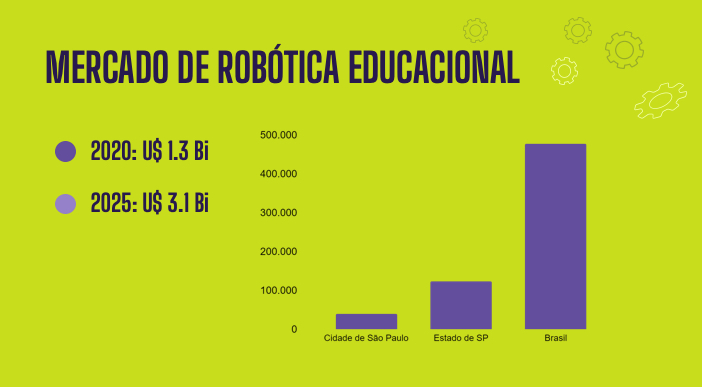 MERCADO DE ROBÓTICA EDUCACIONAL
2020: U$ 1.3 Bi
2025: U$ 3.1 Bi
500.000
400.000
300.000
200.000
100.000
0
Cidade de São Paulo
Estado de SP
Brasil